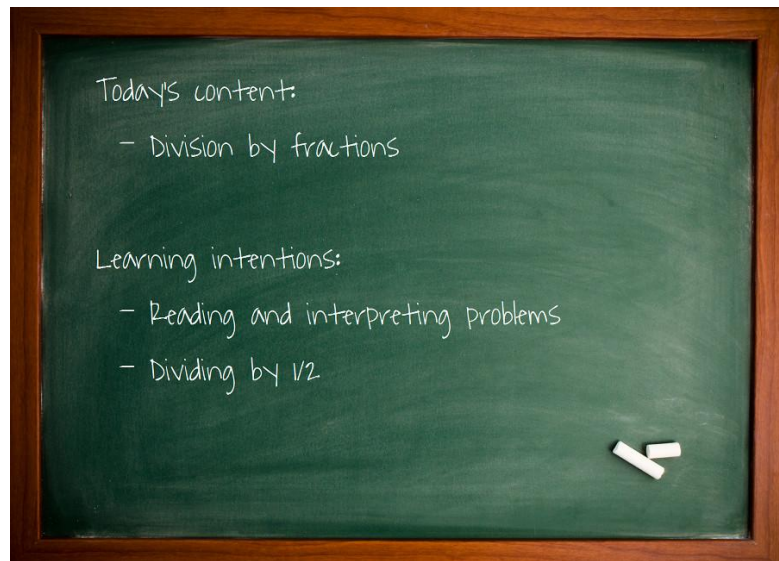 Today's content:
- Division by fractions
Learning intentions:
- Reading and interpreting problems
- Dividing by 1/2